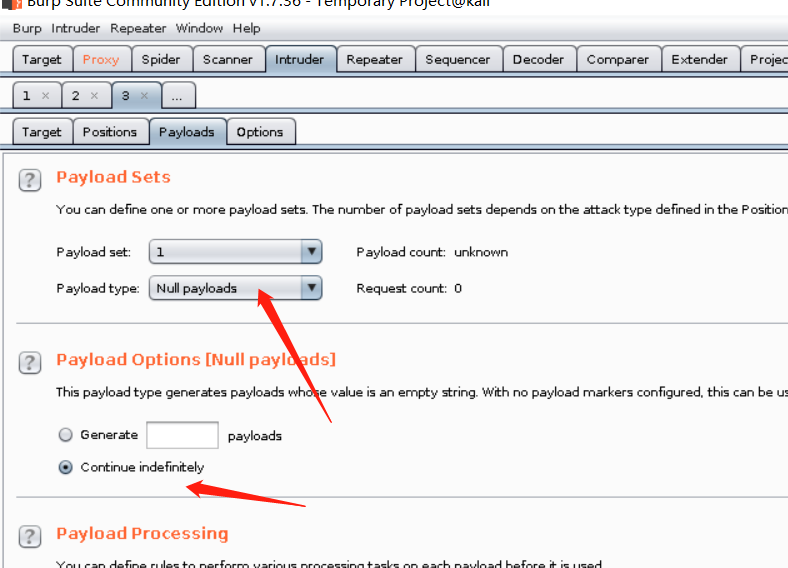 Burp Suite Community Edition v1.7.36 - Temporary Project@kali
Burp Intruder Repeater Window Help
Target Proxy Spider Scanner Intruder Repeater Sequencer Decoder Comparer Extender Projec
1 × 2 × 3 × ...
Target Positions Payloads Options
? Payload Sets
You can define one or more payload sets. The number of payload sets depends on the attack type defined in the Position
Payload set: 1 Payload count: unknown
Payload type: Null payloads Request count: 0
? Payload Options [Null payloads]
This payload type generates payloads whose value is an empty string. With no payload markers configured, this can be us
Generate payloads
Continue indefinitely
? Payload Processing
You can define rules to perform various processing tasks on each payload before it is used.